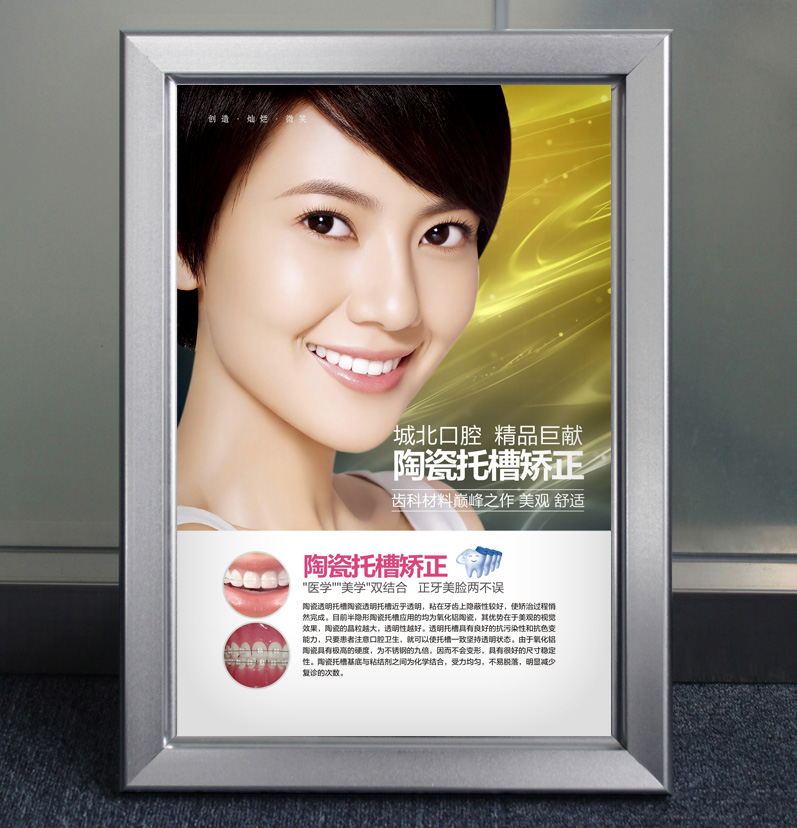 创造 · 灿烂 · 微笑
城北口腔 精品巨献
陶瓷托槽矫正
齿科材料巅峰之作 美观 舒适
陶瓷托槽矫正
"医学""美学"双结合 正牙美脸两不误
陶瓷透明托槽陶瓷透明托槽近乎透明，粘在牙齿上隐蔽性较好，使矫治过程悄
然完成。目前半隐形陶瓷托槽应用的均为氧化铝陶瓷，其优势在于美观的视觉
效果，陶瓷的晶粒越大，透明性越好。透明托槽具有良好的抗污染性和抗色变
能力，只要患者注意口腔卫生，就可以使托槽一致坚持透明状态。由于氧化铝
陶瓷具有极高的硬度，为不锈钢的九倍，因而不会变形，具有很好的尺寸稳定
性。陶瓷托槽基底与粘结剂之间为化学结合，受力均匀，不易脱落，明显减少
复诊的次数。